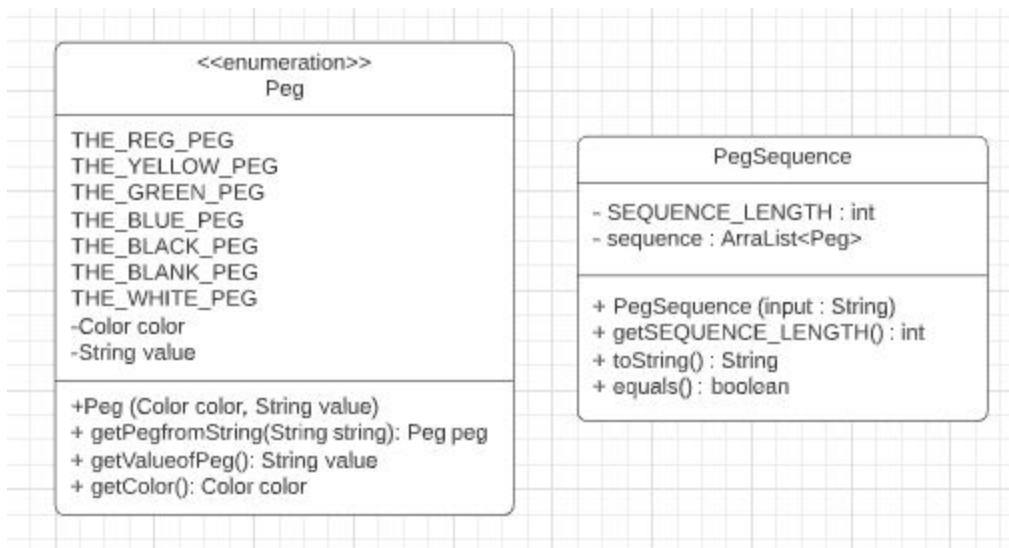 <<enumeration>>
Peg
THE_REG_PEG
THE_YELLOW_PEG
THE_GREEN_PEG
THE_BLUE_PEG
THE_BLACK_PEG
THE_BLANK_PEG
THE_WHITE_PEG
-Color color
-String value
+Peg (Color color, String value)
+ getPegfromString(String string): Peg peg
+ getValueofPeg(): String value
+ getColor(): Color color
PegSequence
- SEQUENCE_LENGTH : int
- sequence : ArraList<Peg>
+ PegSequence (input : String)
+ getSEQUENCE_LENGTH() : int
+ toString() : String
+ equals() : boolean